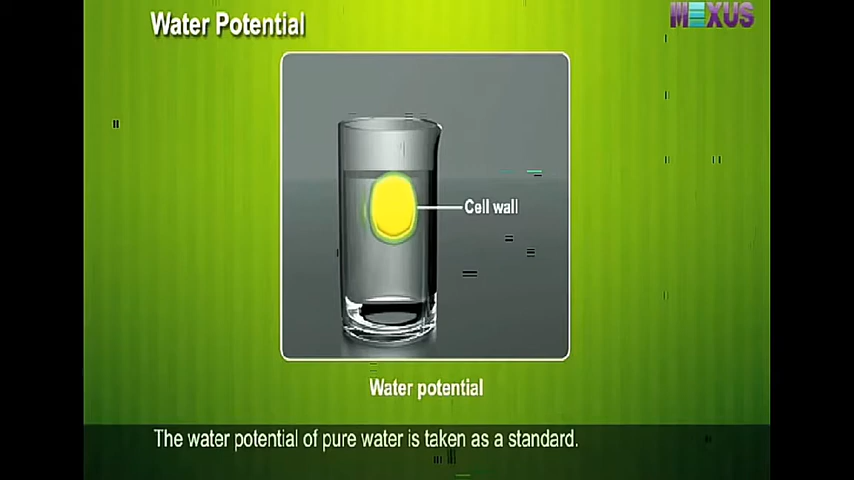 Water Potential
MEXUS
Cell wall
Water potential
The water potential of pure water is taken as a standard.